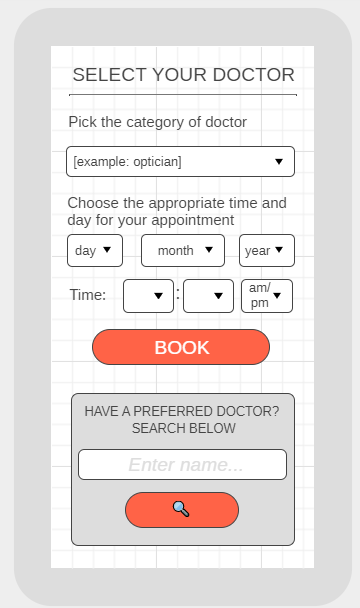 SELECT YOUR DOCTOR
Pick the category of doctor
[example: optician]
Choose the appropriate time and
day for your appointment
day month year
Time: : am/
pm
BOOK
HAVE A PREFERRED DOCTOR?
SEARCH BELOW
Enter name...